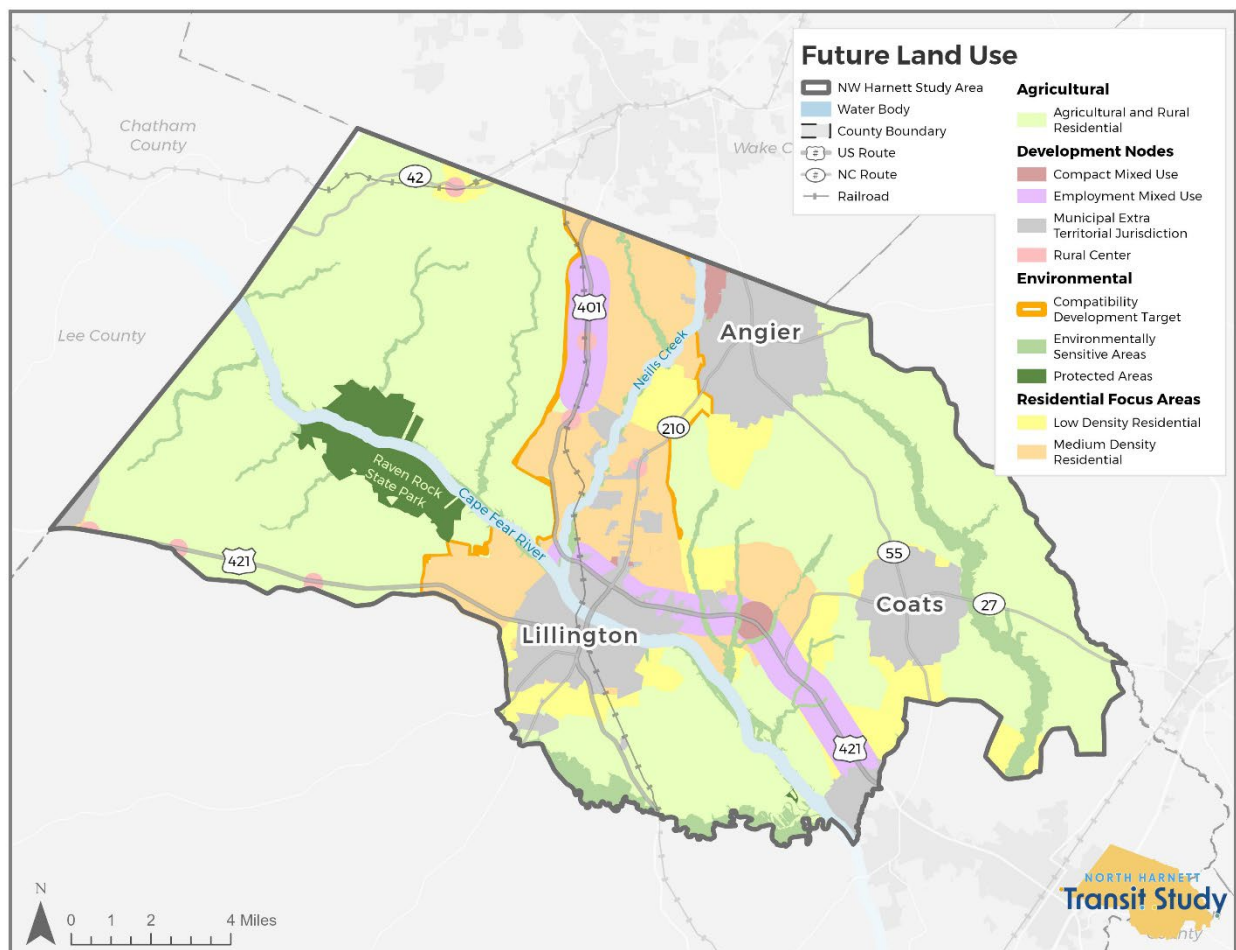 Future Land Use
NW Harnett Study Area
Water Body
County Boundary
# US Route
# NC Route
Railroad
Agricultural
Agricultural and Rural
Residential
Development Nodes
Compact Mixed Use
Employment Mixed Use
Municipal Extra
Territorial Jurisdiction
Rural Center
Environmental
Compatibility
Development Target
Environmentally
Sensitive Areas
Protected Areas
Residential Focus Areas
Low Density Residential
Medium Density
Residential
Chatham
County
Wake C
42
401
Lee County
Angier
Neills Creek
210
Raven Rock
State Park
Cape Fear River
421
55
Coats
27
Lillington
421
N
0 1 2 4 Miles
NORTH HARNETT
Transit Study
County